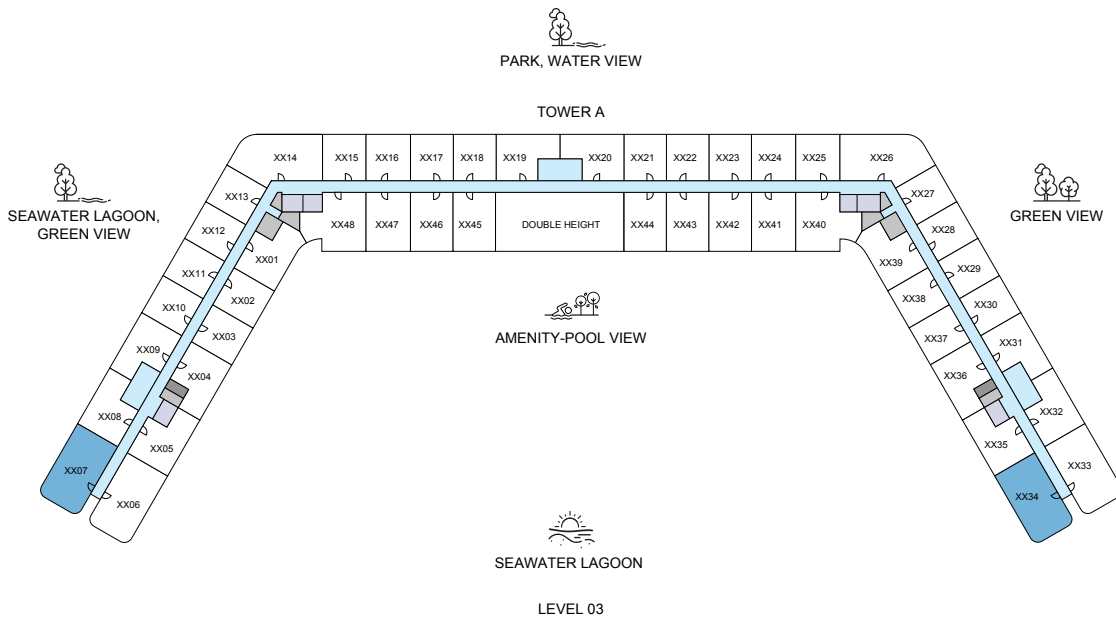 PARK, WATER VIEW
TOWER A
XX14
XX15
XX16
XX17
XX18
XX19
XX20
XX21
XX22
XX23
XX24
XX25
XX26
XX13
XX27
SEAWATER LAGOON,
GREEN VIEW
GREEN VIEW
XX12
XX48
XX47
XX46
XX45
DOUBLE HEIGHT
XX44
XX43
XX42
XX41
XX40
XX28
XX01
XX39
XX11
XX29
XX02
XX38
XX10
XX30
XX03
XX37
AMENITY-POOL VIEW
XX09
XX31
XX04
XX36
XX08
XX32
XX05
XX35
XX07
XX33
XX06
XX34
SEAWATER LAGOON
LEVEL 03